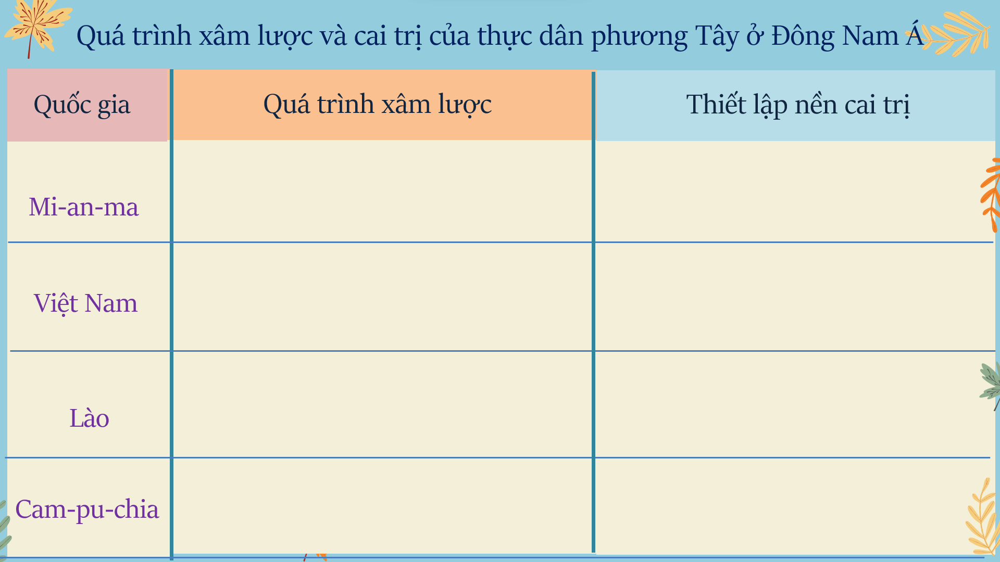 Quá trình xâm lược và cai trị của thực dân phương Tây ở Đông Nam Á
Quốc gia
Quá trình xâm lược
Thiết lập nền cai trị
Mi-an-ma
Việt Nam
Lào
Cam-pu-chia